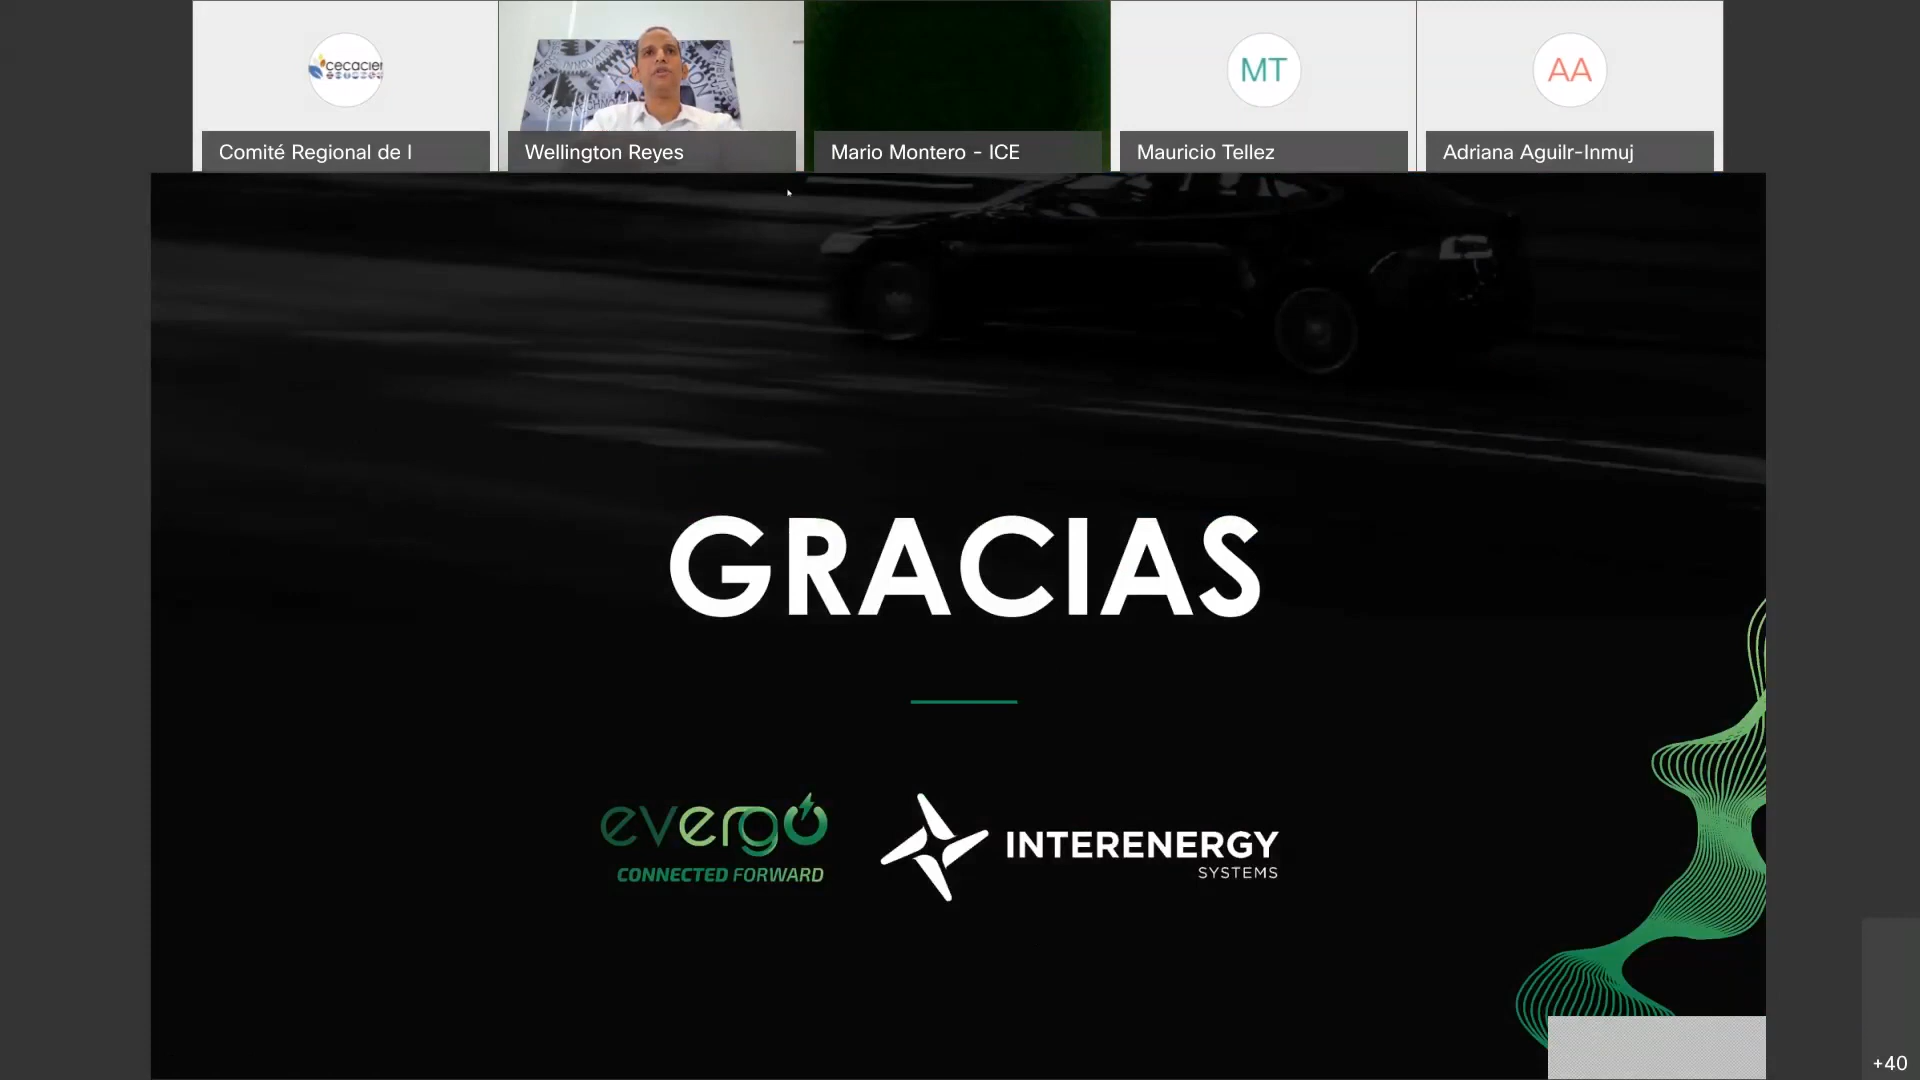 cecacier
MT
AA
Comité Regional de I
Wellington Reyes
Mario Montero - ICE
Mauricio Tellez
Adriana Aguilr-Inmuj
GRACIAS
evergo
CONNECTED FORWARD
INTERENERGY
SYSTEMS
+40